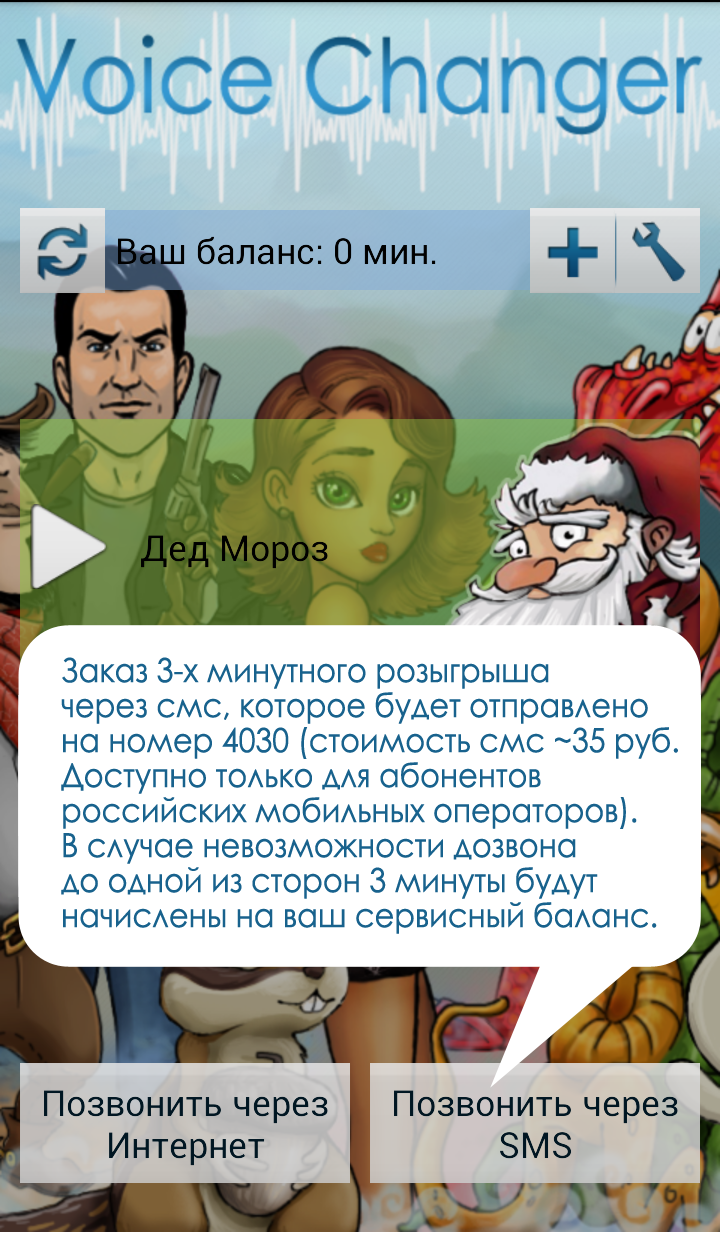 Voice Changer
Ваш баланс: 0 мин.
Дед Мороз
Заказ 3-х минутного розыгрыша
через смс, которое будет отправлено
на номер 4030 (стоимость смс ~35 руб.
Доступно только для абонентов
российских мобильных операторов).
В случае невозможности дозвона
до одной из сторон 3 минуты будут
начислены на ваш сервисный баланс.
Позвонить через
Интернет
Позвонить через
SMS